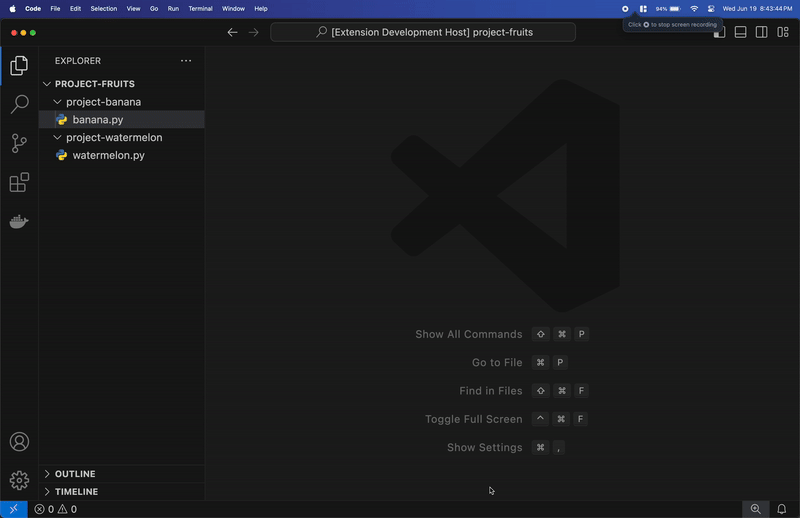 Code File Edit Selection View Go Run Terminal Window Help 94% Wed Jun 19 8:43:44 PM
Click to stop screen recording
[Extension Development Host] project-fruits
EXPLORER
PROJECT-FRUITS
project-banana
banana.py
project-watermelon
watermelon.py
Show All Commands ⇧ ⌘ P
Go to File ⌘ P
Find in Files ⇧ ⌘ F
Toggle Full Screen ^ ⌘ F
Show Settings ⌘ ,
OUTLINE
TIMELINE
0 0